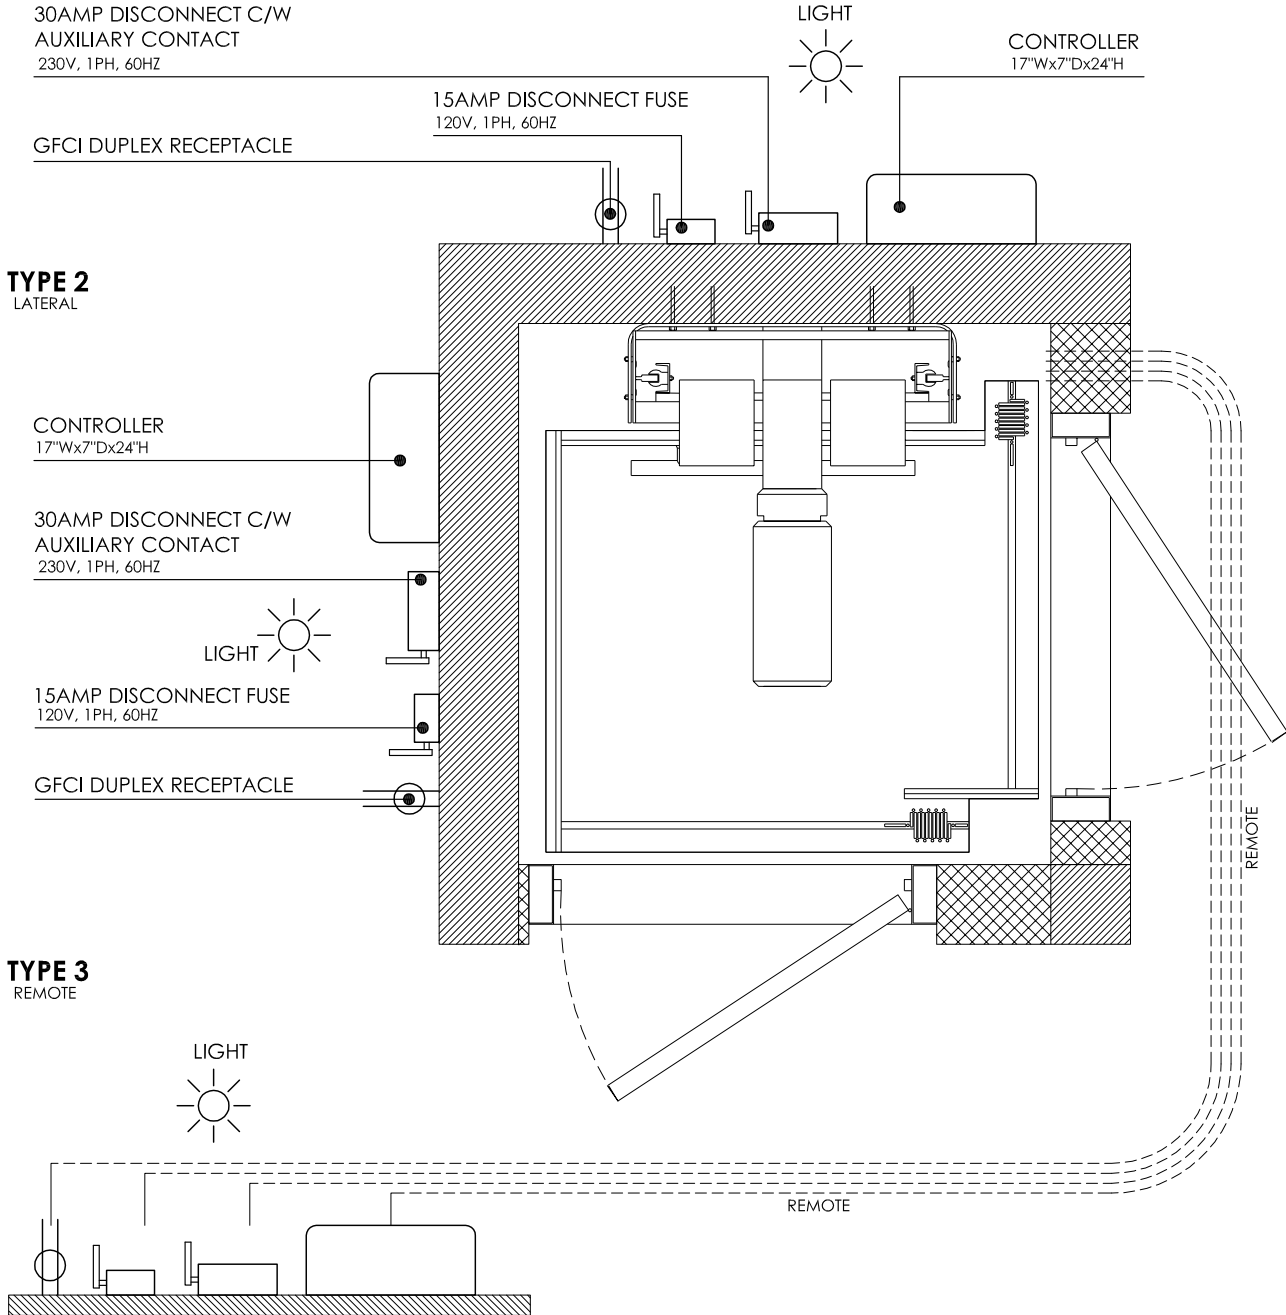 30AMP DISCONNECT C/W
AUXILIARY CONTACT
230V, 1PH, 60HZ
LIGHT
CONTROLLER
17"Wx7"Dx24"H
15AMP DISCONNECT FUSE
120V, 1PH, 60HZ
GFCI DUPLEX RECEPTACLE
TYPE 2
LATERAL
CONTROLLER
17"Wx7"Dx24"H
30AMP DISCONNECT C/W
AUXILIARY CONTACT
230V, 1PH, 60HZ
LIGHT
15AMP DISCONNECT FUSE
120V, 1PH, 60HZ
GFCI DUPLEX RECEPTACLE
REMOTE
TYPE 3
REMOTE
LIGHT
REMOTE